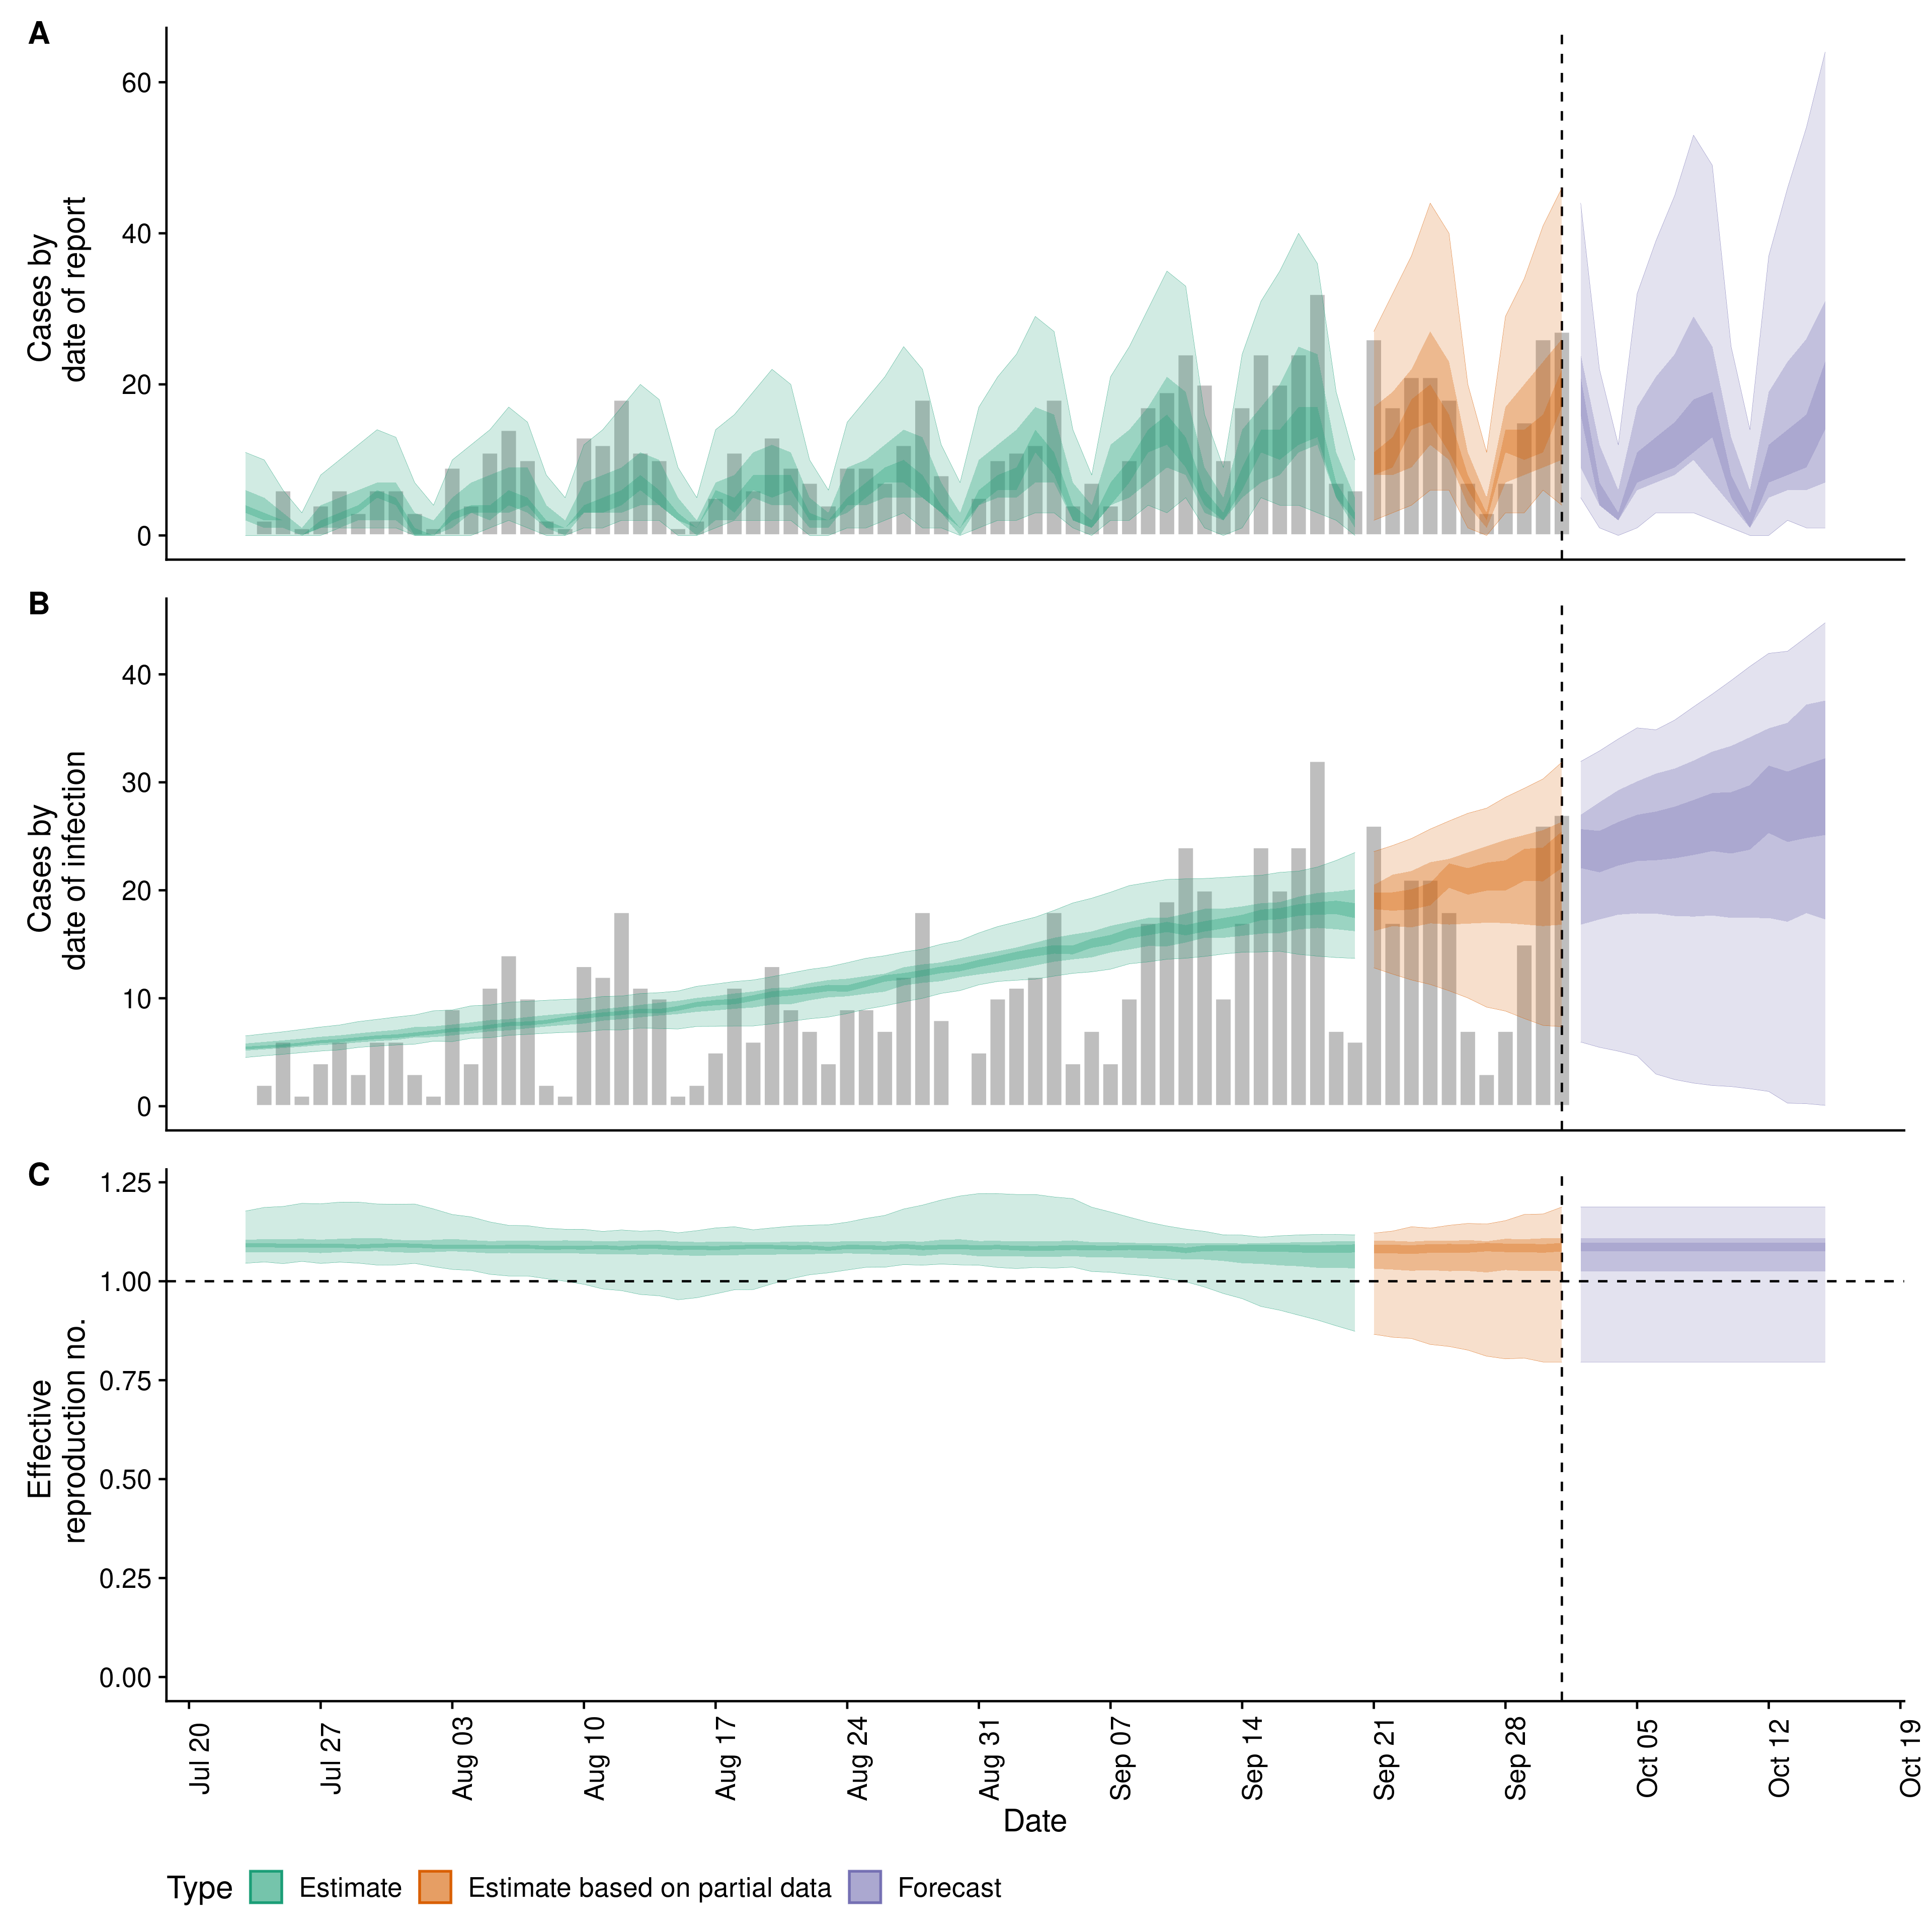 A
Cases by
date of report
60
40
20
0
B
Cases by
date of infection
40
30
20
10
0
C
Effective
reproduction no.
1.25
1.00
0.75
0.50
0.25
0.00
Jul 20
Jul 27
Aug 03
Aug 10
Aug 17
Aug 24
Aug 31
Sep 07
Sep 14
Sep 21
Sep 28
Oct 05
Oct 12
Oct 19
Date
Type Estimate Estimate based on partial data Forecast